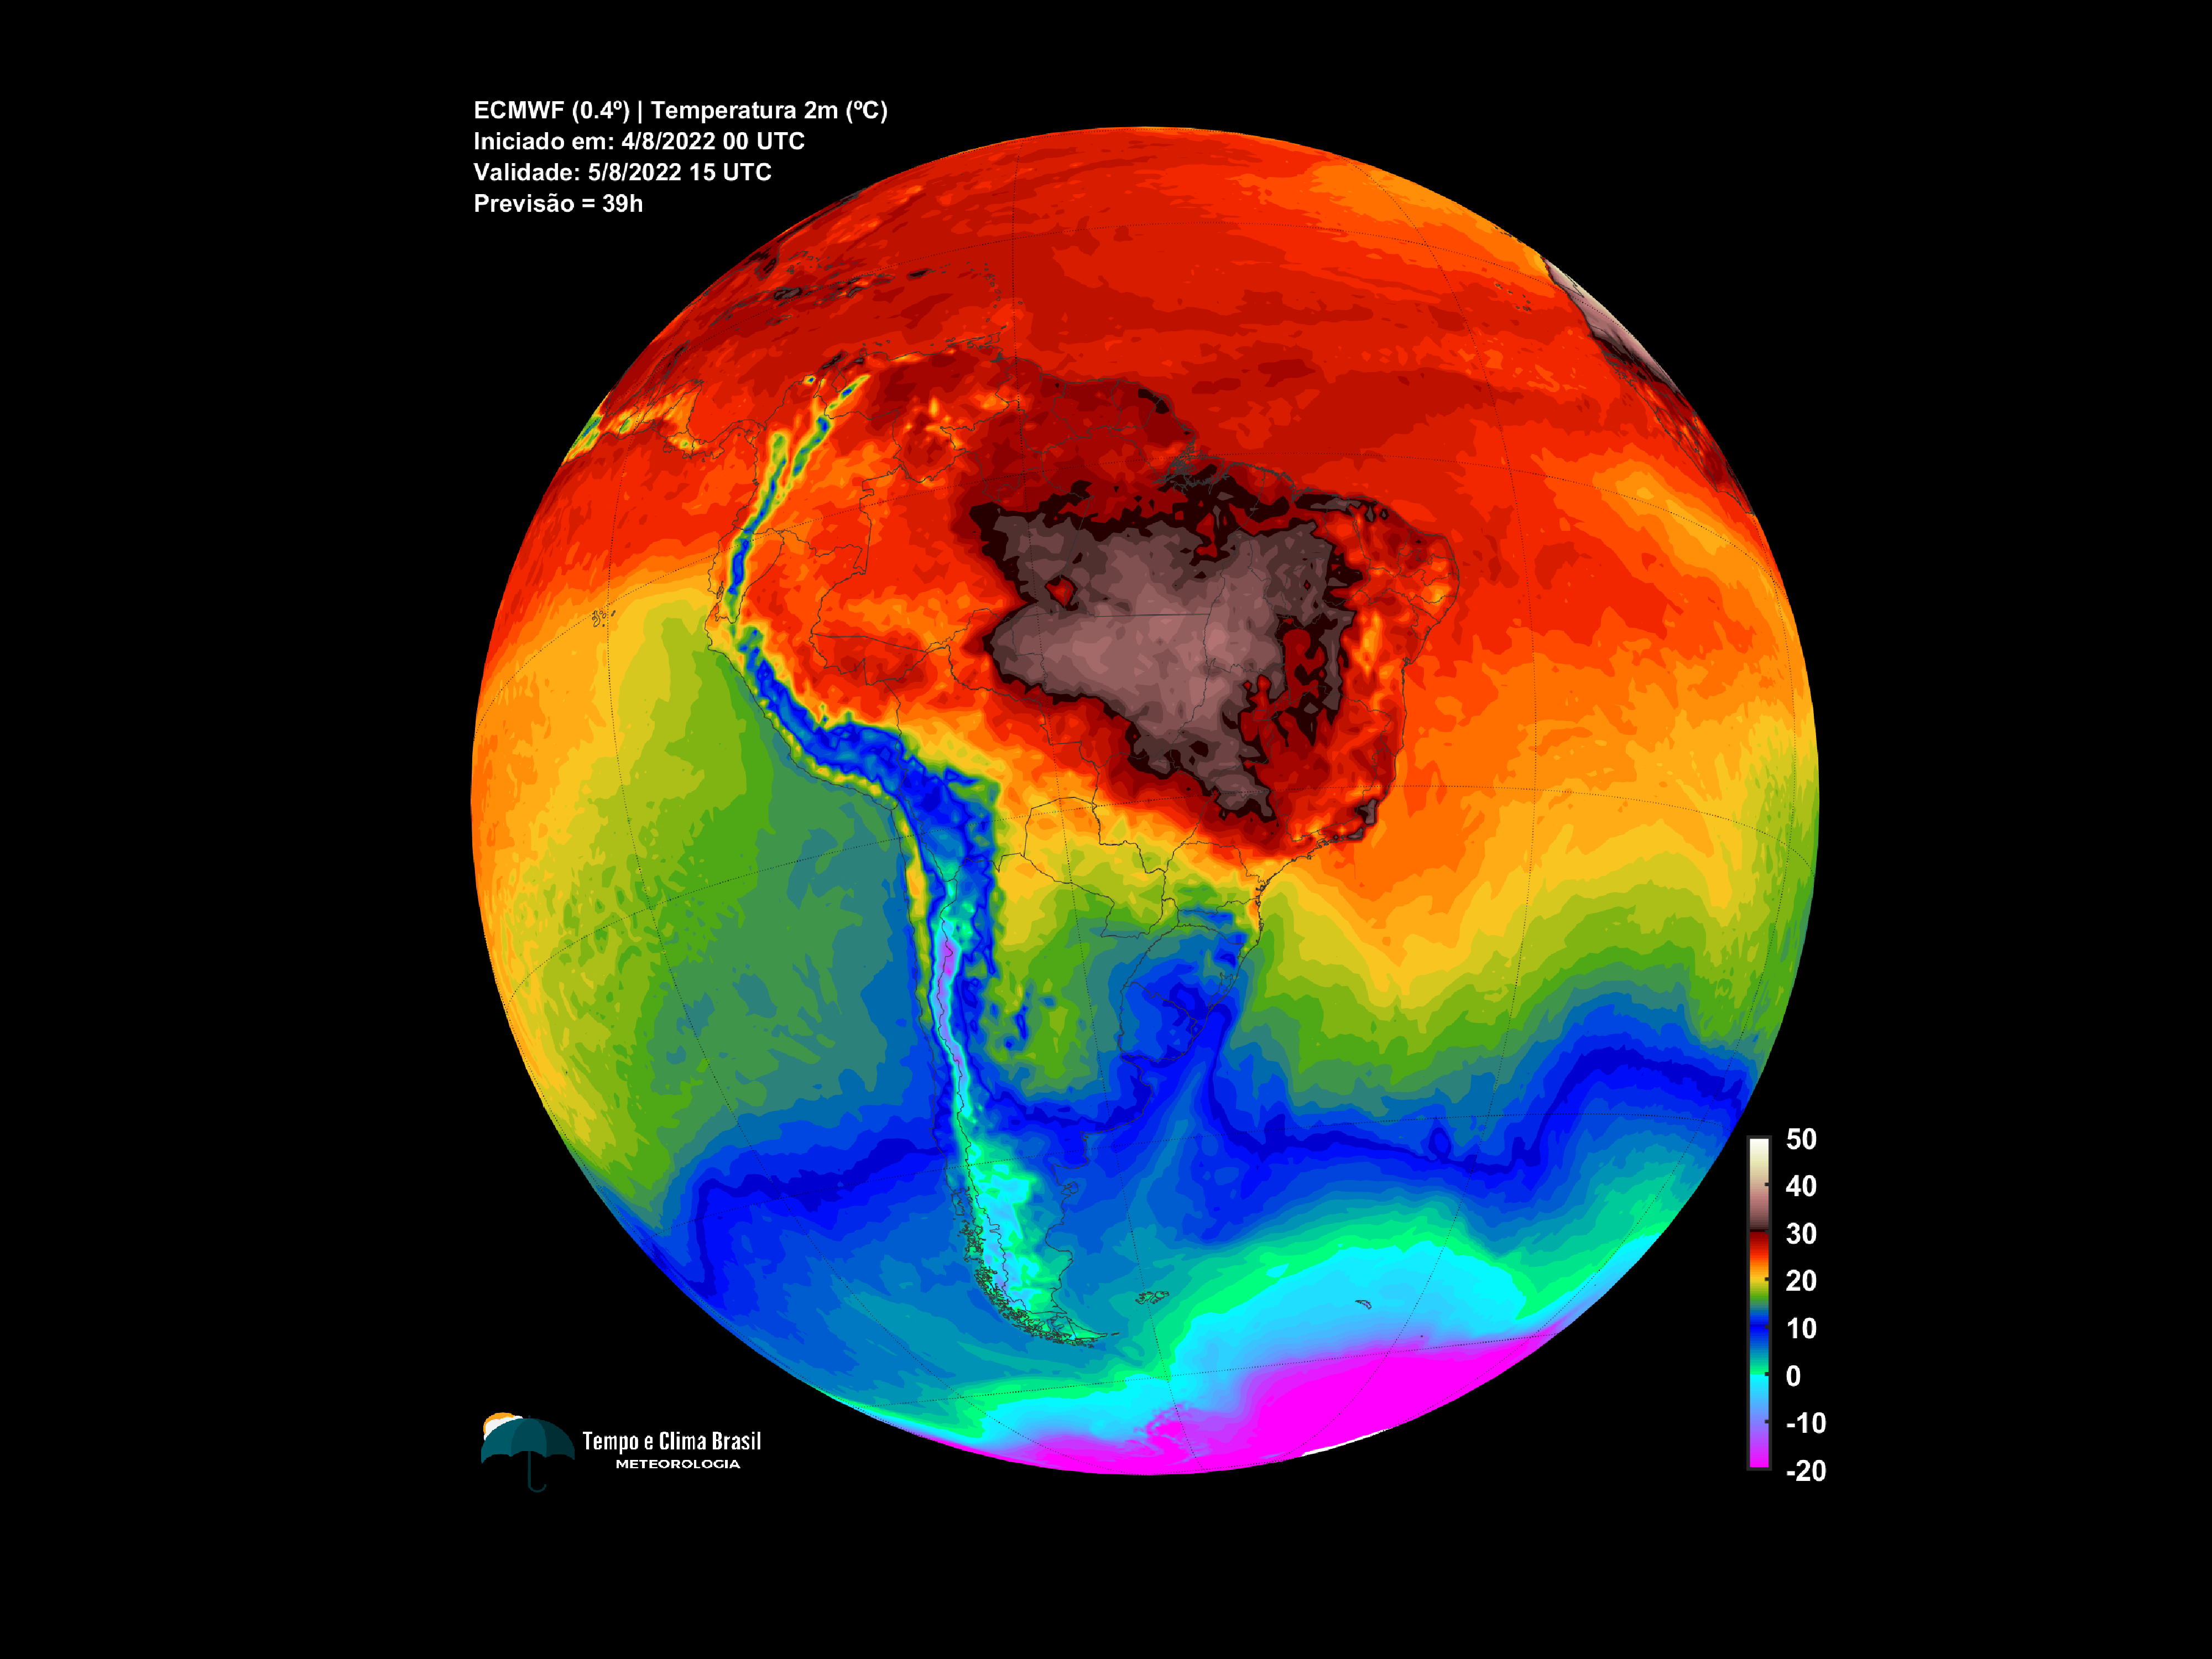 ECMWF (0.4º) | Temperatura 2m (ºC)
Iniciado em: 4/8/2022 00 UTC
Validade: 5/8/2022 15 UTC
Previsão = 39h
50
40
30
20
10
0
-10
-20
Tempo e Clima Brasil
METEOROLOGIA